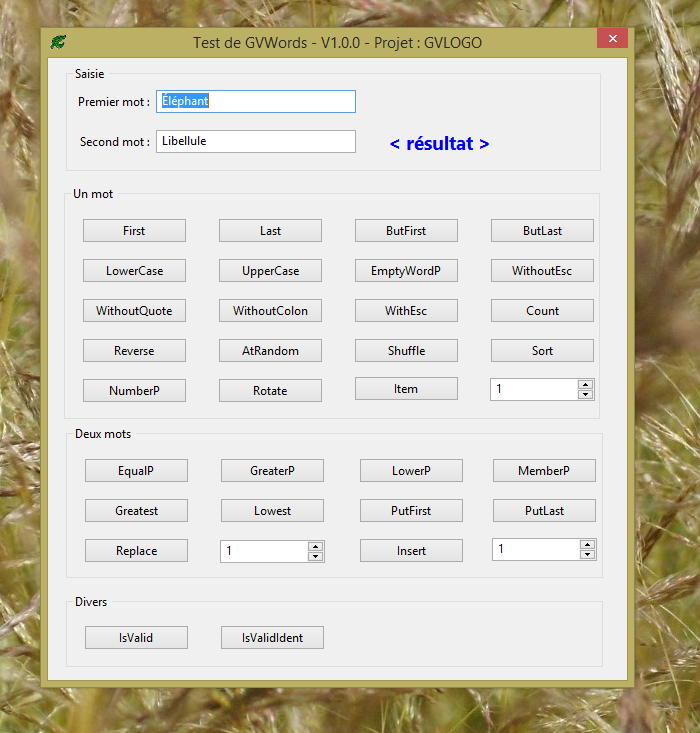 Test de GVWords - V1.0.0 - Projet : GVLOGO
Saisie
Premier mot : Éléphant
Second mot : Libellule
< résultat >
Un mot
First Last ButFirst ButLast
LowerCase UpperCase EmptyWordP WithoutEsc
WithoutQuote WithoutColon WithEsc Count
Reverse AtRandom Shuffle Sort
NumberP Rotate Item 1
Deux mots
EqualP GreaterP LowerP MemberP
Greatest Lowest PutFirst PutLast
Replace 1 Insert 1
Divers
IsValid IsValidIdent